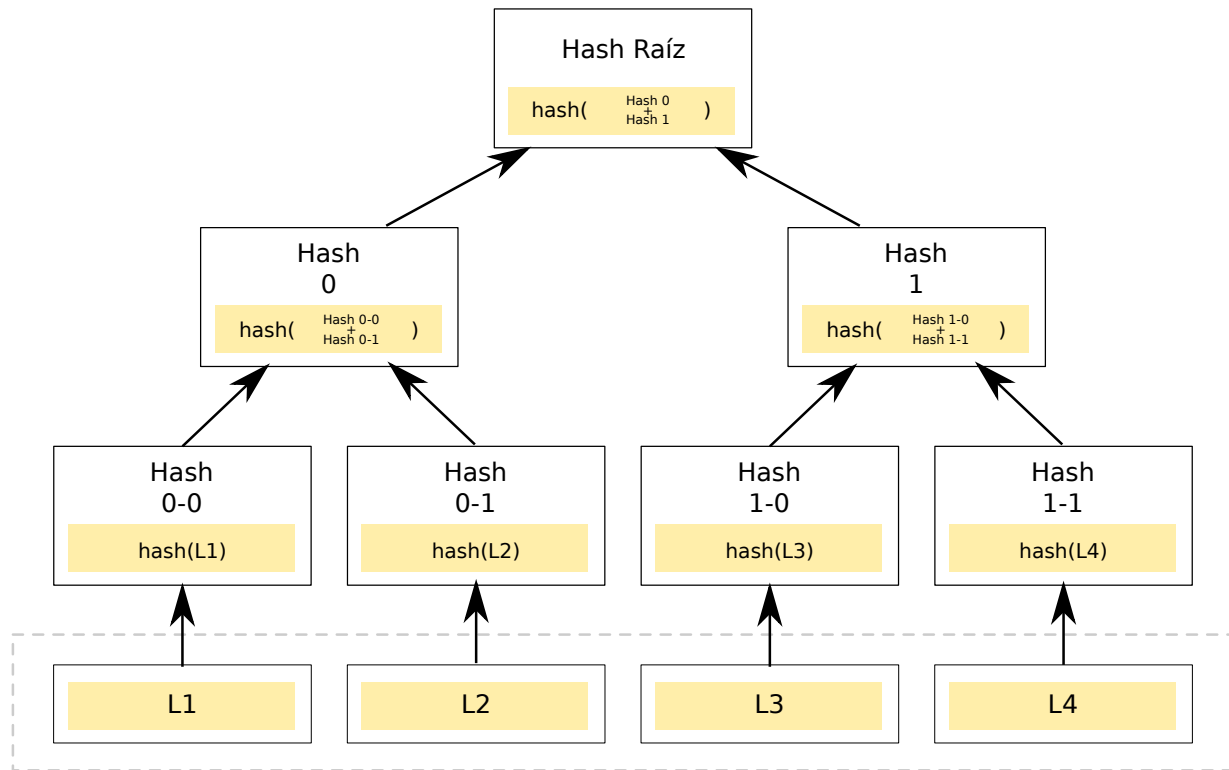 Hash Raíz
hash( Hash 0 + Hash 1 )
Hash
0
hash( Hash 0-0 + Hash 0-1 )
Hash
1
hash( Hash 1-0 + Hash 1-1 )
Hash
0-0
hash(L1)
Hash
0-1
hash(L2)
Hash
1-0
hash(L3)
Hash
1-1
hash(L4)
L1
L2
L3
L4